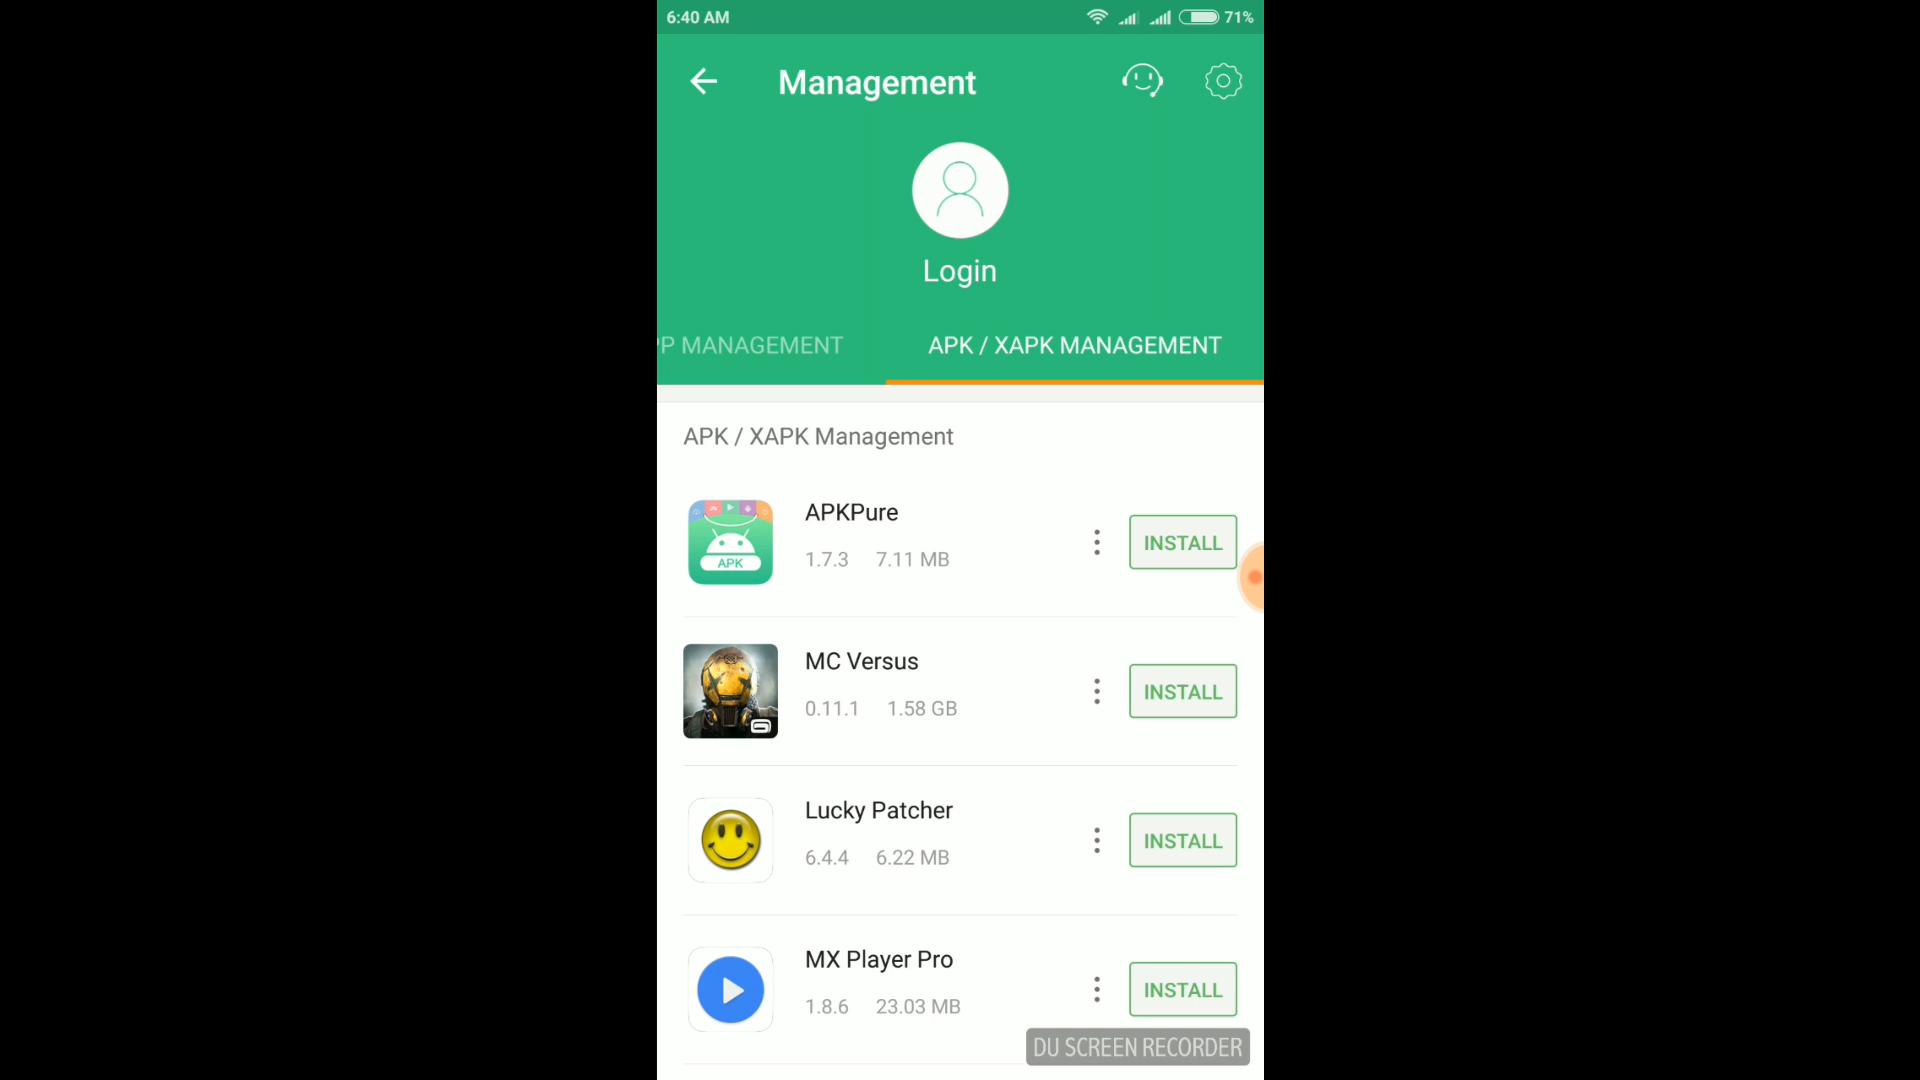 6:40 AM
71%
Management
Login
P MANAGEMENT
APK / XAPK MANAGEMENT
APK / XAPK Management
APK
APKPure
1.7.3 7.11 MB
INSTALL
MC Versus
0.11.1 1.58 GB
INSTALL
Lucky Patcher
6.4.4 6.22 MB
INSTALL
MX Player Pro
1.8.6 23.03 MB
INSTALL
DU SCREEN RECORDER